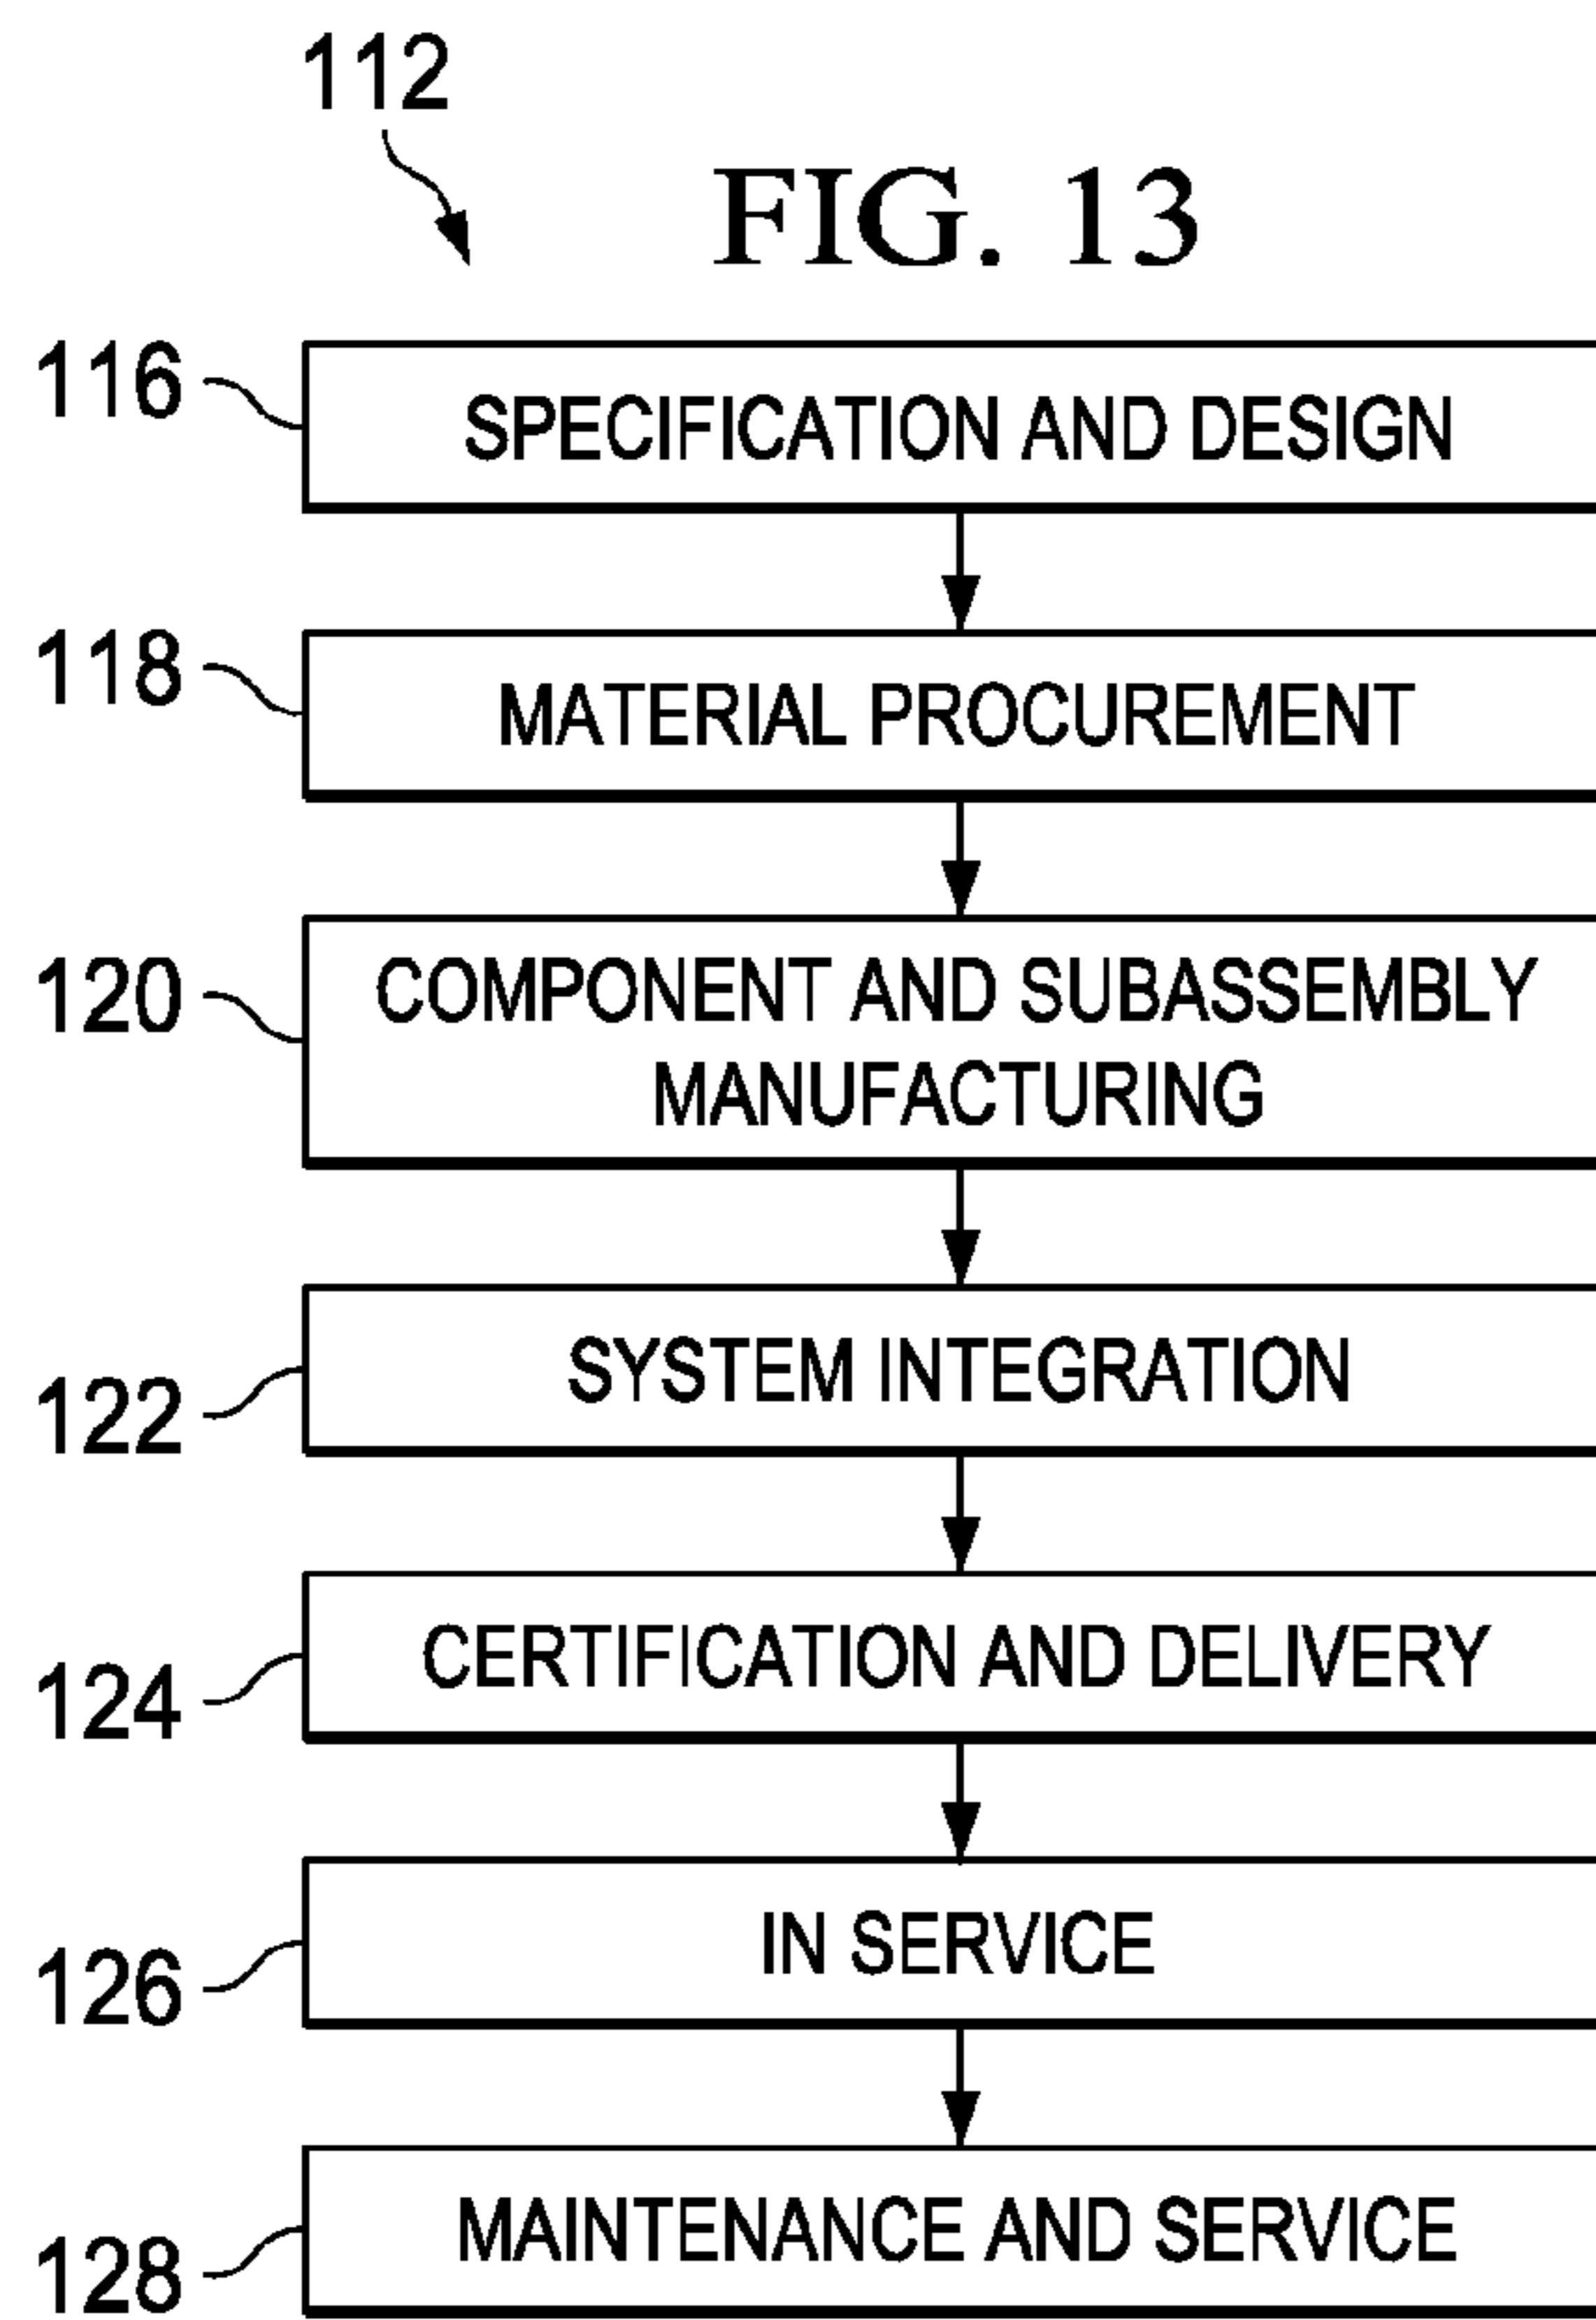 112
FIG. 13
116
SPECIFICATION AND DESIGN
118
MATERIAL PROCUREMENT
120
COMPONENT AND SUBASSEMBLY
MANUFACTURING
122
SYSTEM INTEGRATION
124
CERTIFICATION AND DELIVERY
126
IN SERVICE
128
MAINTENANCE AND SERVICE